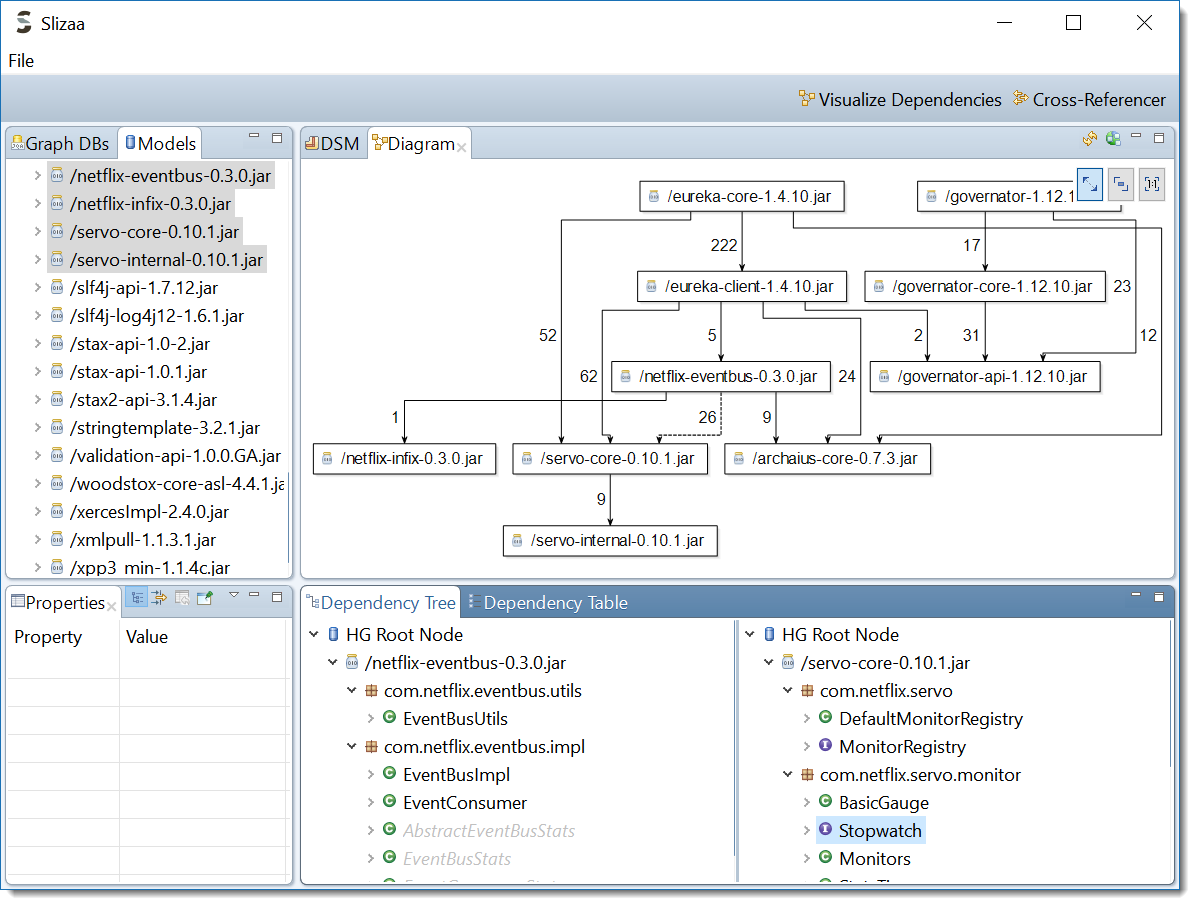 Slizaa
File
Visualize Dependencies
Cross-Referencer
Graph DBs
Models
/netflix-eventbus-0.3.0.jar
/netflix-infix-0.3.0.jar
/servo-core-0.10.1.jar
/servo-internal-0.10.1.jar
/slf4j-api-1.7.12.jar
/slf4j-log4j12-1.6.1.jar
/stax-api-1.0-2.jar
/stax-api-1.0.1.jar
/stax2-api-3.1.4.jar
/stringtemplate-3.2.1.jar
/validation-api-1.0.0.GA.jar
/woodstox-core-asl-4.4.1.ja
/xercesImpl-2.4.0.jar
/xmlpull-1.1.3.1.jar
/xpp3_min-1.1.4c.jar
DSM
Diagram
/eureka-core-1.4.10.jar
/governator-1.12.1
222
17
/eureka-client-1.4.10.jar
/governator-core-1.12.10.jar
23
52
5
2
31
12
62
/netflix-eventbus-0.3.0.jar
24
/governator-api-1.12.10.jar
1
26
9
/netflix-infix-0.3.0.jar
/servo-core-0.10.1.jar
/archaius-core-0.7.3.jar
9
/servo-internal-0.10.1.jar
Properties
Property
Value
Dependency Tree
Dependency Table
HG Root Node
/netflix-eventbus-0.3.0.jar
com.netflix.eventbus.utils
EventBusUtils
com.netflix.eventbus.impl
EventBusImpl
EventConsumer
AbstractEventBusStats
EventBusStats
HG Root Node
/servo-core-0.10.1.jar
com.netflix.servo
DefaultMonitorRegistry
MonitorRegistry
com.netflix.servo.monitor
BasicGauge
Stopwatch
Monitors